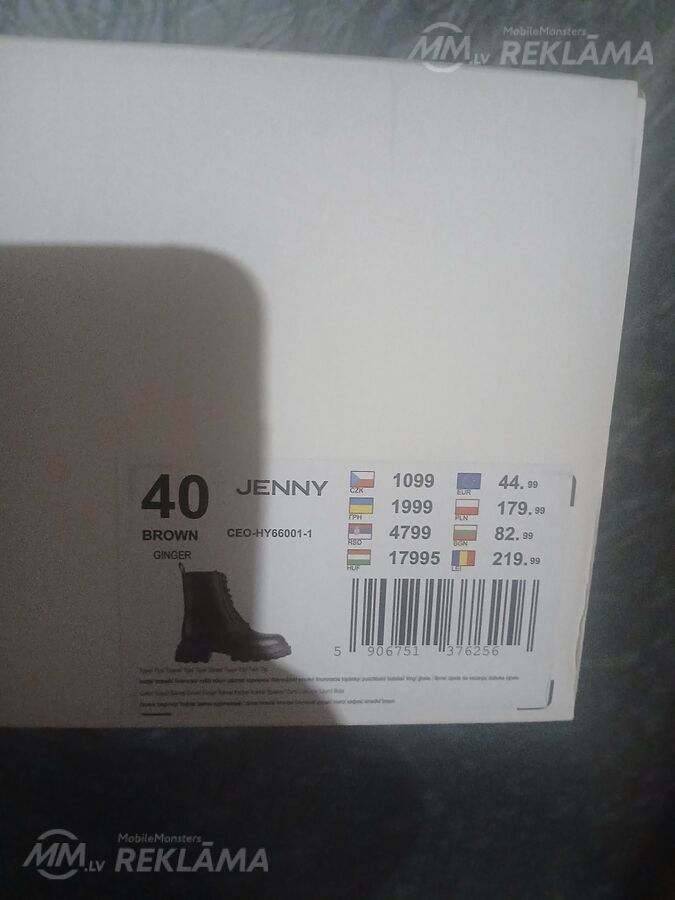 MobileMonsters
MM.LV REKLĀMA
40
JENNY
BROWN
CEO-HY66001-1
GINGER
CZK 1099
EUR 44.99
ГРН 1999
PLN 179.99
RSD 4799
BGN 82.99
HUF 17995
LEI 219.99
5 906751 376256
MobileMonsters
MM.LV REKLĀMA